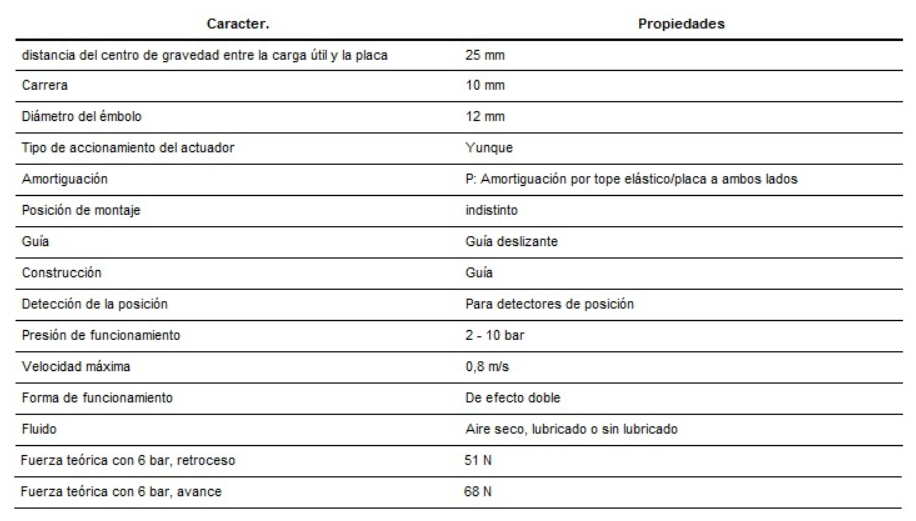 Caracter. Propiedades
distancia del centro de gravedad entre la carga útil y la placa 25 mm
Carrera 10 mm
Diámetro del émbolo 12 mm
Tipo de accionamiento del actuador Yunque
Amortiguación P: Amortiguación por tope elástico/placa a ambos lados
Posición de montaje indistinto
Guía Guía deslizante
Construcción Guía
Detección de la posición Para detectores de posición
Presión de funcionamiento 2 - 10 bar
Velocidad máxima 0,8 m/s
Forma de funcionamiento De efecto doble
Fluido Aire seco, lubricado o sin lubricado
Fuerza teórica con 6 bar, retroceso 51 N
Fuerza teórica con 6 bar, avance 68 N